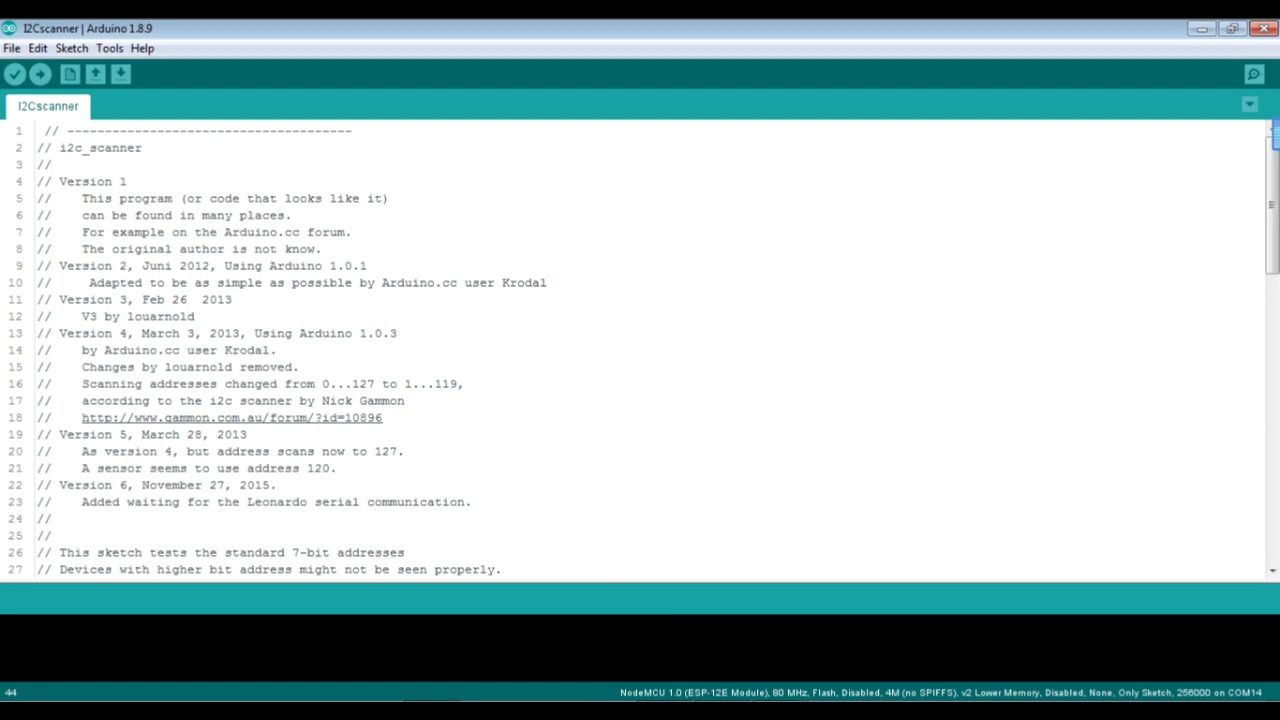 I2Cscanner | Arduino 1.8.9
File Edit Sketch Tools Help
I2Cscanner
1 // --------------------------------------
2 // i2c_scanner
3 //
4 // Version 1
5 // This program (or code that looks like it)
6 // can be found in many places.
7 // For example on the Arduino.cc forum.
8 // The original author is not know.
9 // Version 2, Juni 2012, Using Arduino 1.0.1
10 // Adapted to be as simple as possible by Arduino.cc user Krodal
11 // Version 3, Feb 26  2013
12 // V3 by louarnold
13 // Version 4, March 3, 2013, Using Arduino 1.0.3
14 // by Arduino.cc user Krodal.
15 // Changes by louarnold removed.
16 // Scanning addresses changed from 0...127 to 1...119,
17 // according to the i2c scanner by Nick Gammon
18 // http://www.gammon.com.au/forum/?id=10896
19 // Version 5, March 28, 2013
20 // As version 4, but address scans now to 127.
21 // A sensor seems to use address 120.
22 // Version 6, November 27, 2015.
23 // Added waiting for the Leonardo serial communication.
24 //
25 //
26 // This sketch tests the standard 7-bit addresses
27 // Devices with higher bit address might not be seen properly.
44 NodeMCU 1.0 (ESP-12E Module), 80 MHz, Flash, Disabled, 4M (no SPIFFS), v2 Lower Memory, Disabled, None, Only Sketch, 256000 on COM14